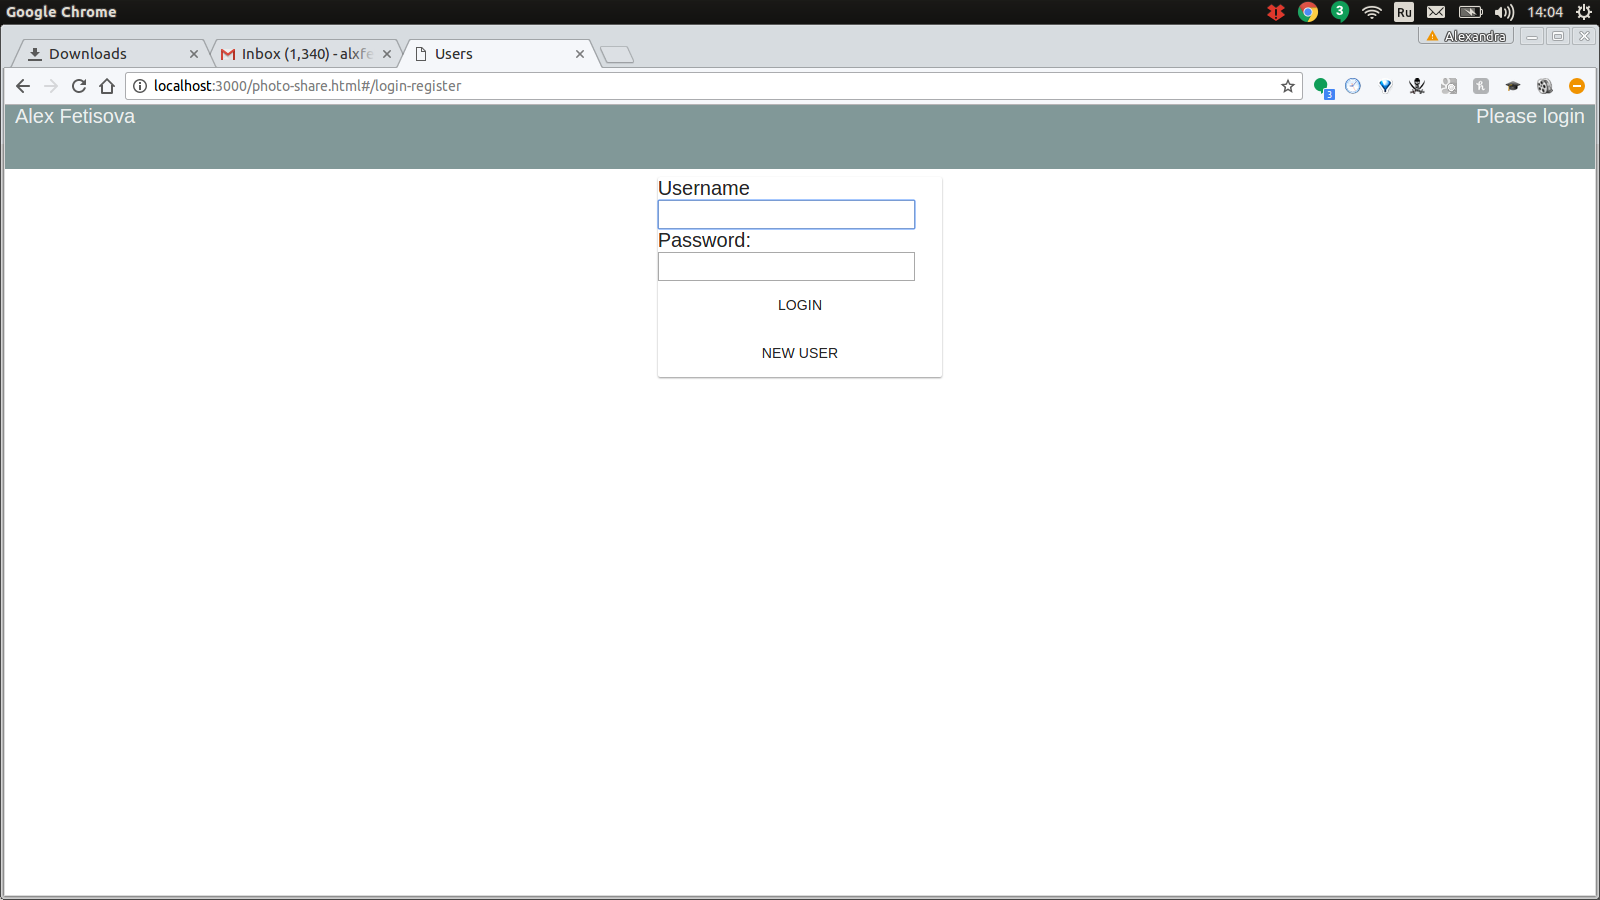 Google Chrome
3
Ru
14:04
Downloads
Inbox (1,340) - alxfe
Users
Alexandra
localhost:3000/photo-share.html#/login-register
3
Alex Fetisova
Please login
Username
Password:
LOGIN
NEW USER